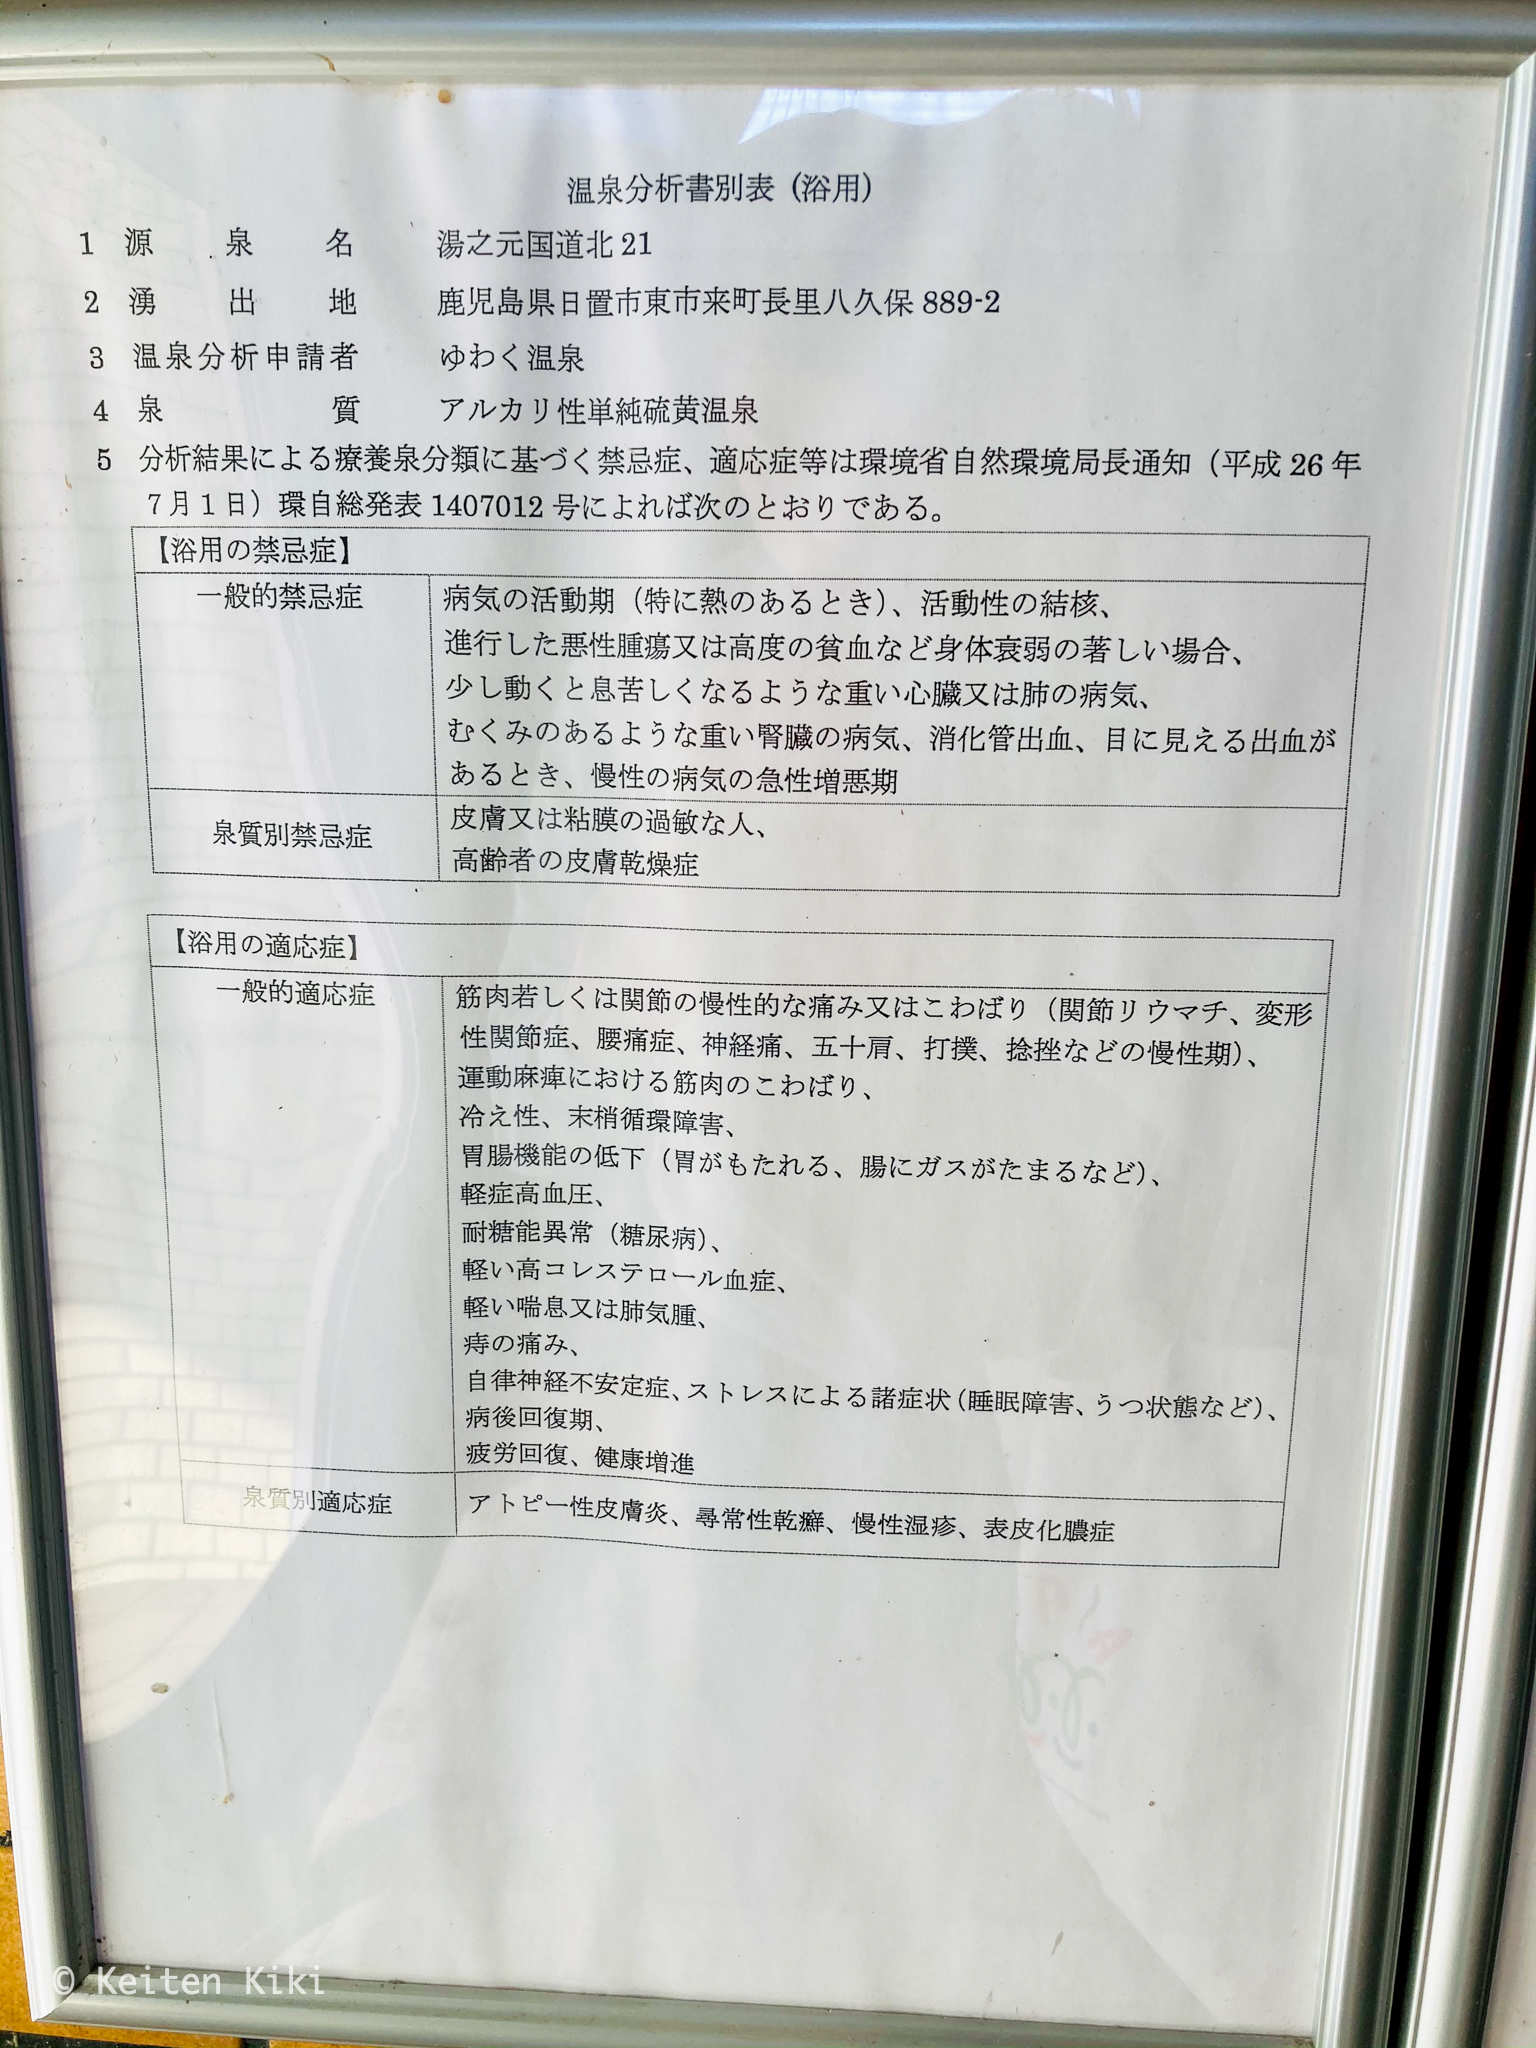 温泉分析書別表（浴用）
1 源泉名 湯之元国道北 21
2 湧出地 鹿児島県日置市東市来町長里八久保 889-2
3 温泉分析申請者 ゆわく温泉
4 泉質 アルカリ性単純硫黄温泉
5 分析結果による療養泉分類に基づく禁忌症、適応症等は環境省自然環境局長通知（平成 26 年
7月1日）環自総発表 1407012 号によれば次のとおりである。
【浴用の禁忌症】
一般的禁忌症 病気の活動期（特に熱のあるとき）、活動性の結核、
進行した悪性腫瘍又は高度の貧血など身体衰弱の著しい場合、
少し動くと息苦しくなるような重い心臓又は肺の病気、
むくみのあるような重い腎臓の病気、消化管出血、目に見える出血が
あるとき、慢性の病気の急性増悪期
泉質別禁忌症 皮膚又は粘膜の過敏な人、
高齢者の皮膚乾燥症
【浴用の適応症】
一般的適応症 筋肉若しくは関節の慢性的な痛み又はこわばり（関節リウマチ、変形
性関節症、腰痛症、神経痛、五十肩、打撲、捻挫などの慢性期）、
運動麻痺における筋肉のこわばり、
冷え性、末梢循環障害、
胃腸機能の低下（胃がもたれる、腸にガスがたまるなど）、
軽症高血圧、
耐糖能異常（糖尿病）、
軽い高コレステロール血症、
軽い喘息又は肺気腫、
痔の痛み、
自律神経不安定症、ストレスによる諸症状（睡眠障害、うつ状態など）、
病後回復期、
疲労回復、健康増進
泉質別適応症 アトピー性皮膚炎、尋常性乾癬、慢性湿疹、表皮化膿症
© Keiten Kiki